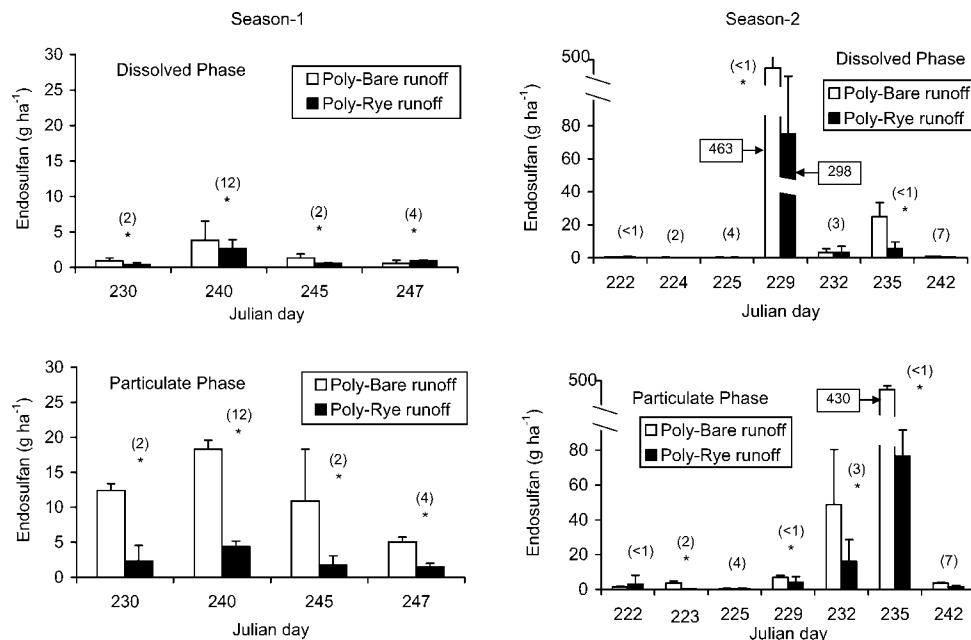 Season-1
Season-2
30
25
20
15
10
5
0
Endosulfan (g ha-1)
Dissolved Phase
Poly-Bare runoff
Poly-Rye runoff
(2)
*
(12)
*
(2)
*
(4)
*
230 240 245 247
Julian day
500
80
60
40
20
0
Endosulfan (g ha-1)
Dissolved Phase
Poly-Bare runoff
Poly-Rye runoff
(<1)
*
463
298
(<1)
(2)
(4)
(3)
(<1)
*
(7)
222 224 225 229 232 235 242
Julian day
30
25
20
15
10
5
0
Endosulfan (g ha-1)
Particulate Phase
Poly-Bare runoff
Poly-Rye runoff
(2)
*
(12)
*
(2)
*
(4)
*
230 240 245 247
Julian day
500
80
60
40
20
0
Endosulfan (g ha-1)
Particulate Phase
Poly-Bare runoff
Poly-Rye runoff
430
(<1)
*
(<1)
(2)
*
(4)
(<1)
*
(3)
*
(7)
222 223 225 229 232 235 242
Julian day